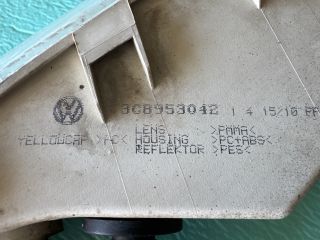 3C8953042 1 4 15/10
LENS >PMMA<
YELLOWCAP >PC< HOUSING >PC+ABS<
REFLEKTOR >PES<